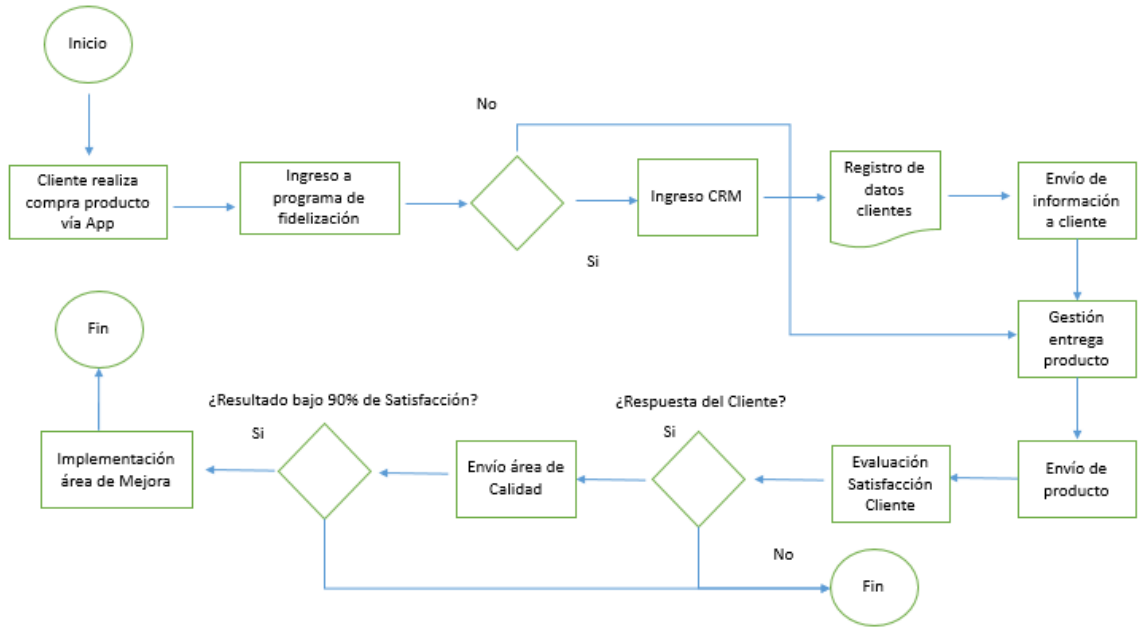 Inicio
No
Cliente realiza
compra producto
vía App
Ingreso a
programa de
fidelización
Si
Ingreso CRM
Registro de
datos
clientes
Envío de
información
a cliente
Gestión
entrega
producto
Envío de
producto
Evaluación
Satisfacción
Cliente
¿Respuesta del Cliente?
Si
No
Envío área de
Calidad
¿Resultado bajo 90% de Satisfacción?
Si
Implementación
área de Mejora
Fin
Fin